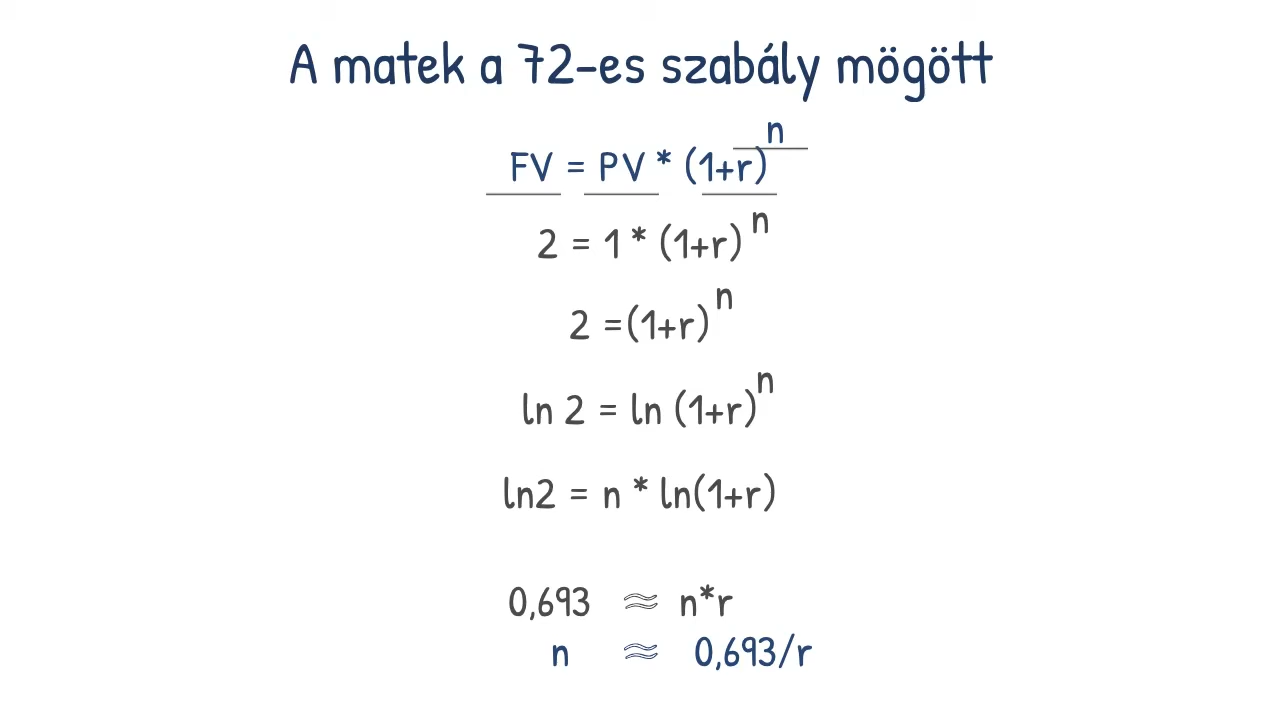 A matek a 72-es szabály mögött
FV = PV * (1+r)^n
2 = 1 * (1+r)^n
2 =(1+r)^n
ln 2 = ln (1+r)^n
ln2 = n * ln(1+r)
0,693 ≈ n*r
n ≈ 0,693/r